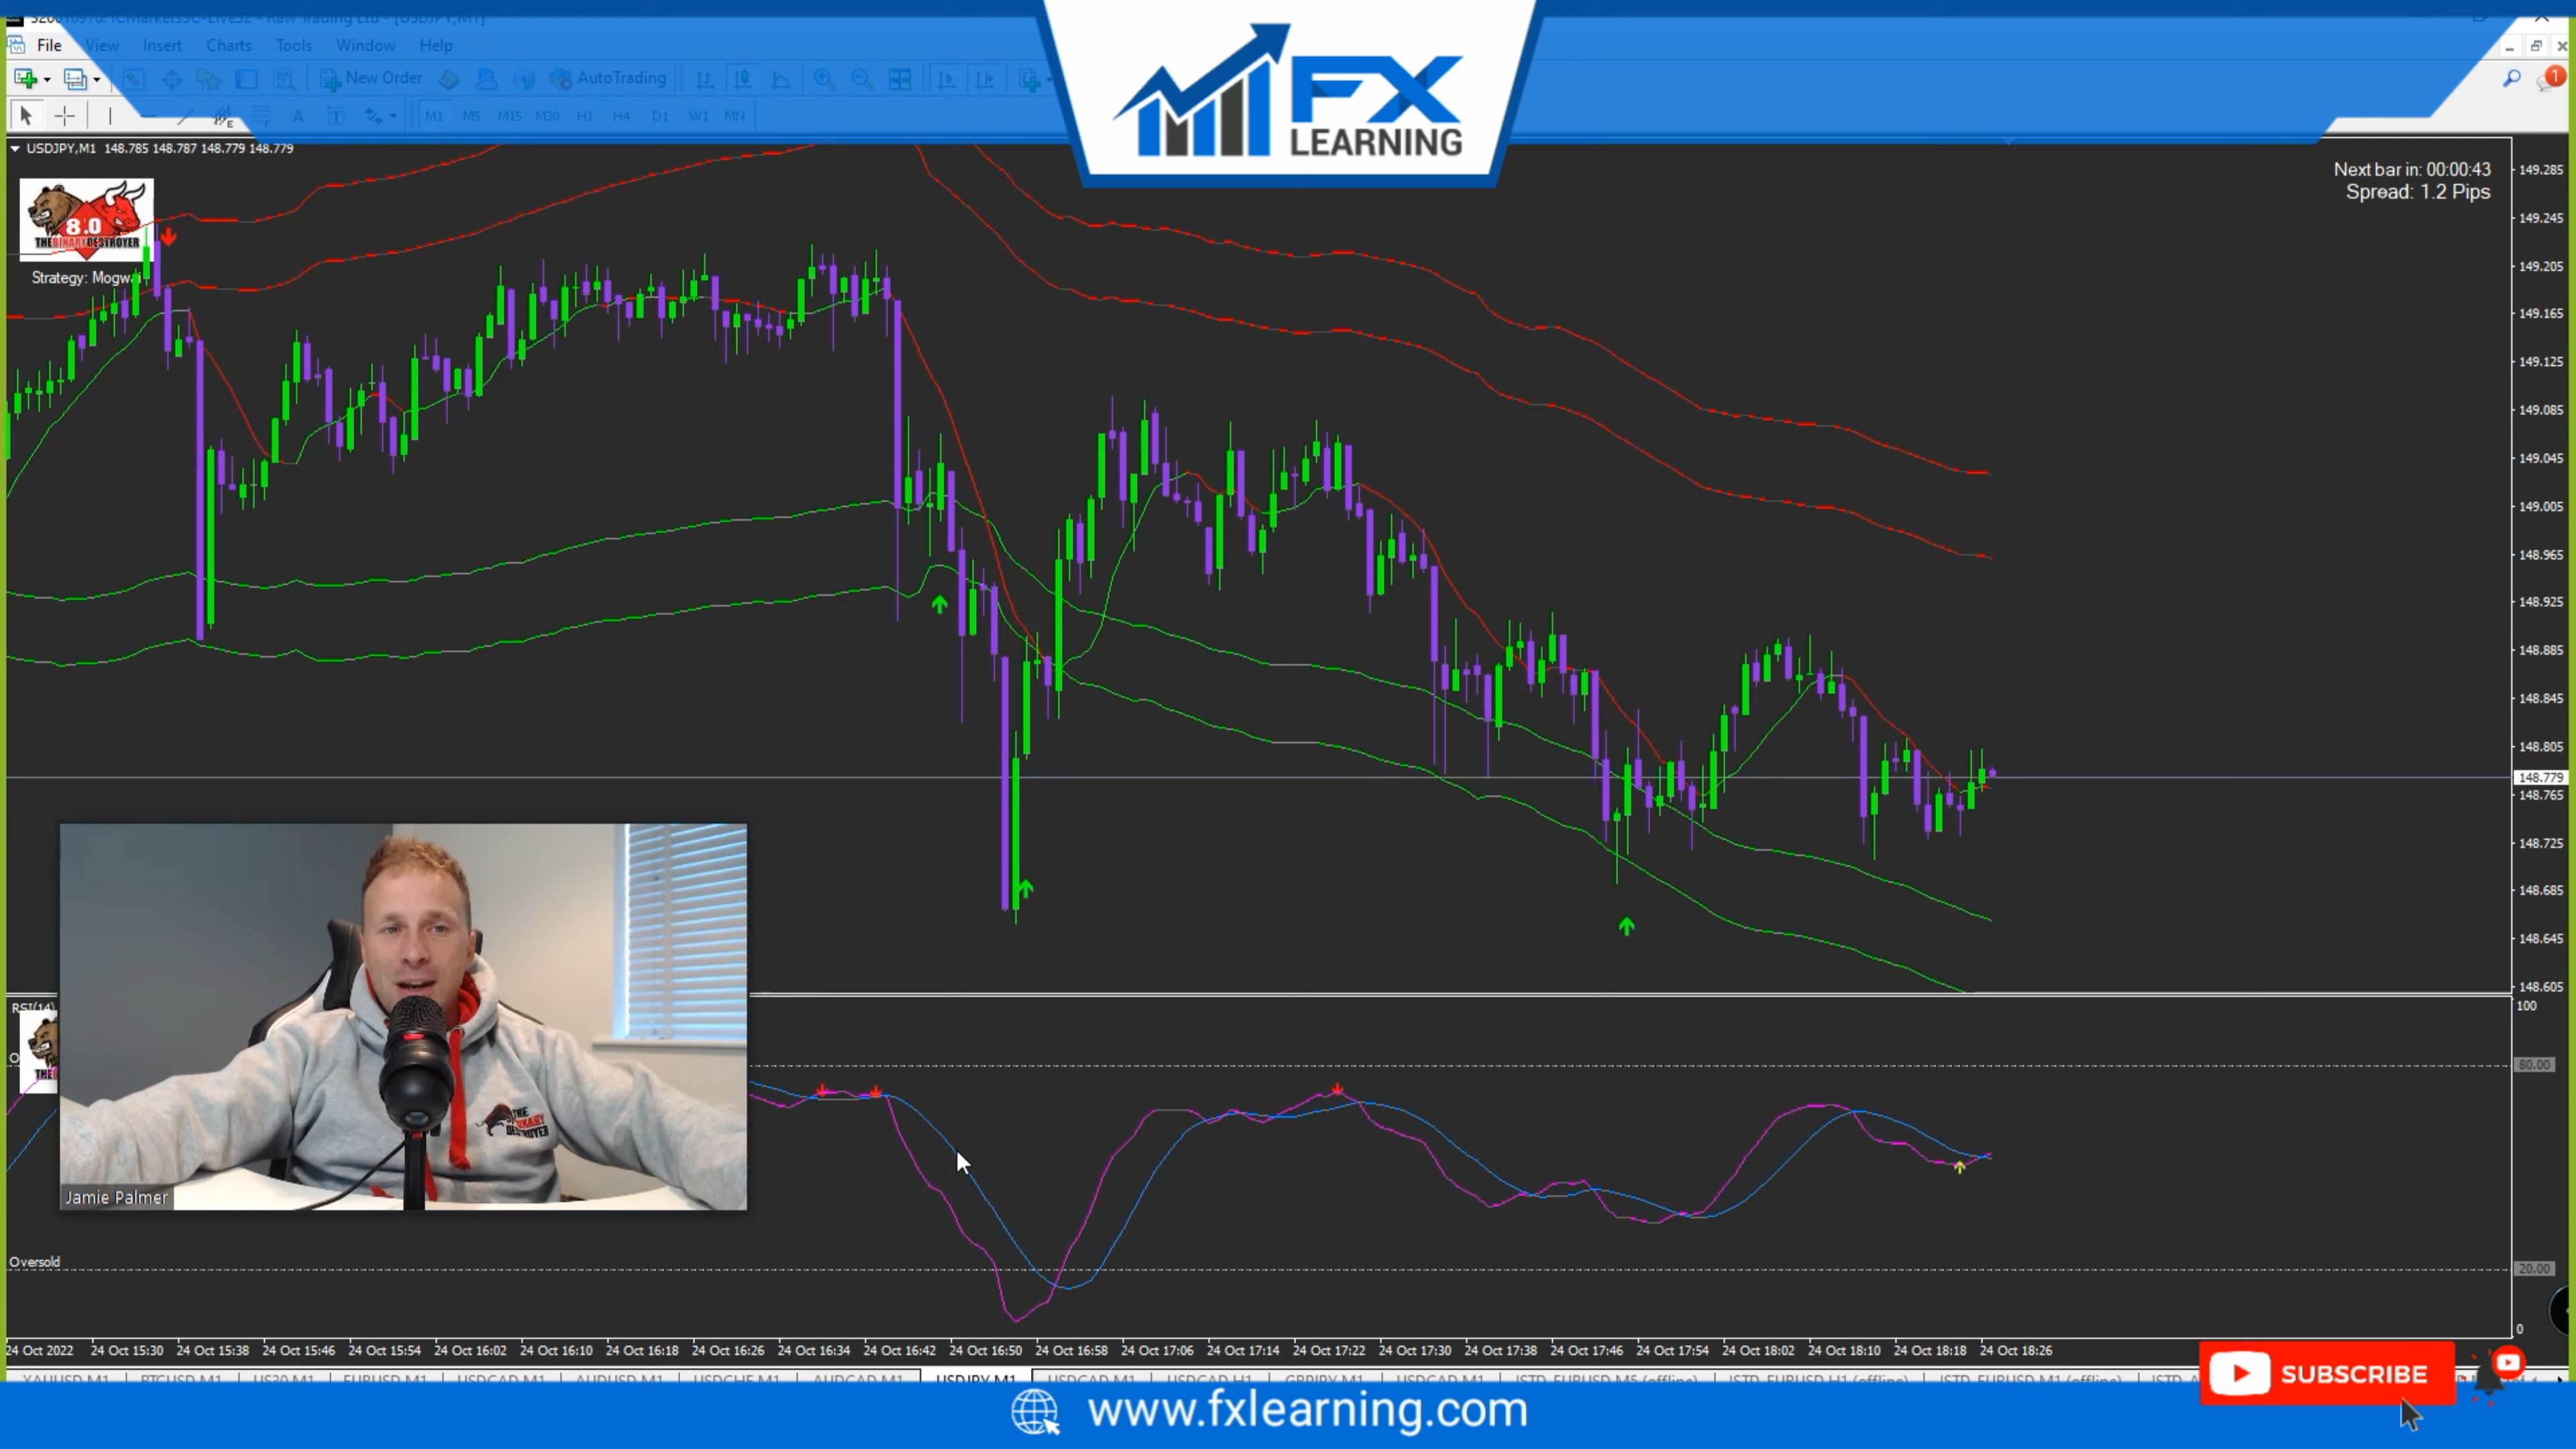 File View Insert Charts Tools Window Help
New Order AutoTrading
M1 M5 M15 M30 H1 H4 D1 W1 MN
1
FX
LEARNING
USDJPY,M1 148.785 148.787 148.779 148.779
Next bar in: 00:00:43
Spread: 1.2 Pips
8.0
THEBINARYDESTROYER
Strategy: Mogwai
149.285
149.245
149.205
149.165
149.125
149.085
149.045
149.005
148.965
148.925
148.885
148.845
148.805
148.779
148.765
148.725
148.685
148.645
148.605
RSI(14)
100
80.00
THE
BINARY
DESTROYER
Jamie Palmer
Oversold
20.00
0
24 Oct 2022 24 Oct 15:30 24 Oct 15:38 24 Oct 15:46 24 Oct 15:54 24 Oct 16:02 24 Oct 16:10 24 Oct 16:18 24 Oct 16:26 24 Oct 16:34 24 Oct 16:42 24 Oct 16:50 24 Oct 16:58 24 Oct 17:06 24 Oct 17:14 24 Oct 17:22 24 Oct 17:30 24 Oct 17:38 24 Oct 17:46 24 Oct 17:54 24 Oct 18:02 24 Oct 18:10 24 Oct 18:18 24 Oct 18:26
SUBSCRIBE
www.fxlearning.com